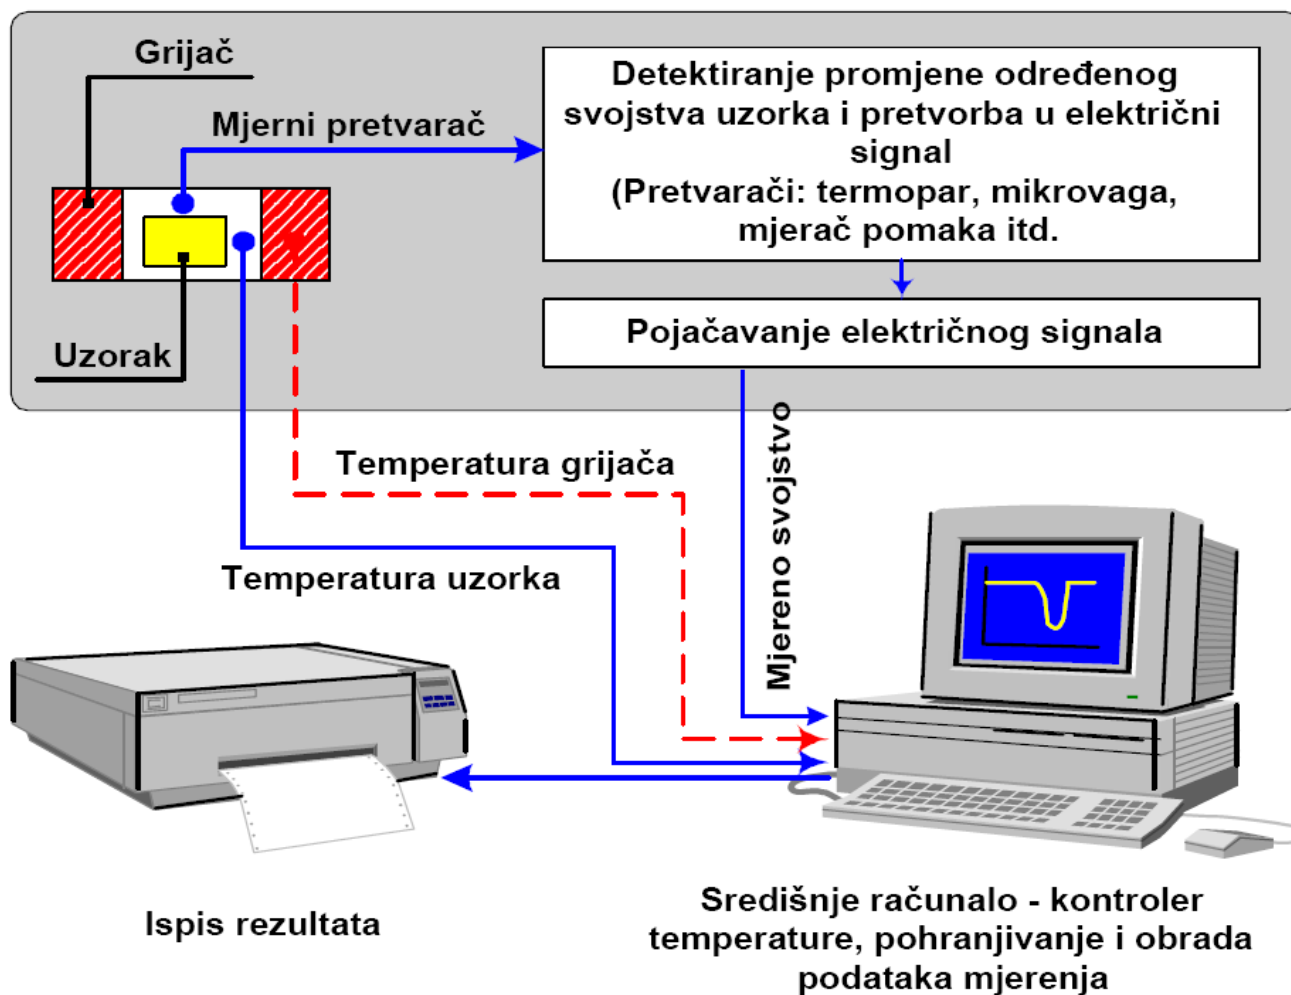 Grijač
Mjerni pretvarač
Uzorak
Detektiranje promjene određenog
svojstva uzorka i pretvorba u električni
signal
(Pretvarači: termopar, mikrovaga,
mjerač pomaka itd.
Pojačavanje električnog signala
Temperatura grijača
Temperatura uzorka
Mjereno svojstvo
Ispis rezultata
Središnje računalo - kontroler
temperature, pohranjivanje i obrada
podataka mjerenja